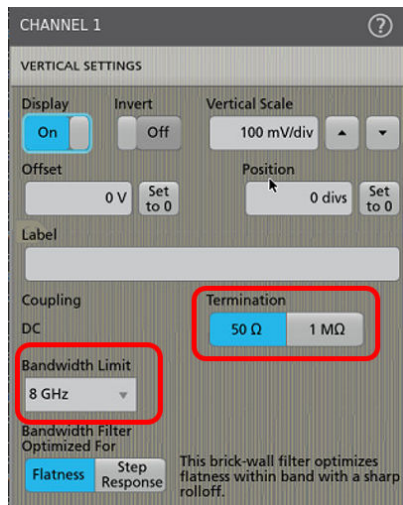 CHANNEL 1 ?
VERTICAL SETTINGS
Display Invert Vertical Scale
On Off 100 mV/div
Offset Position
0 V Set to 0 0 divs Set to 0
Label
Coupling Termination
DC 50 Ω 1 MΩ
Bandwidth Limit
8 GHz
Bandwidth Filter
Optimized For
Flatness Step Response
This brick-wall filter optimizes
flatness within band with a sharp
rolloff.